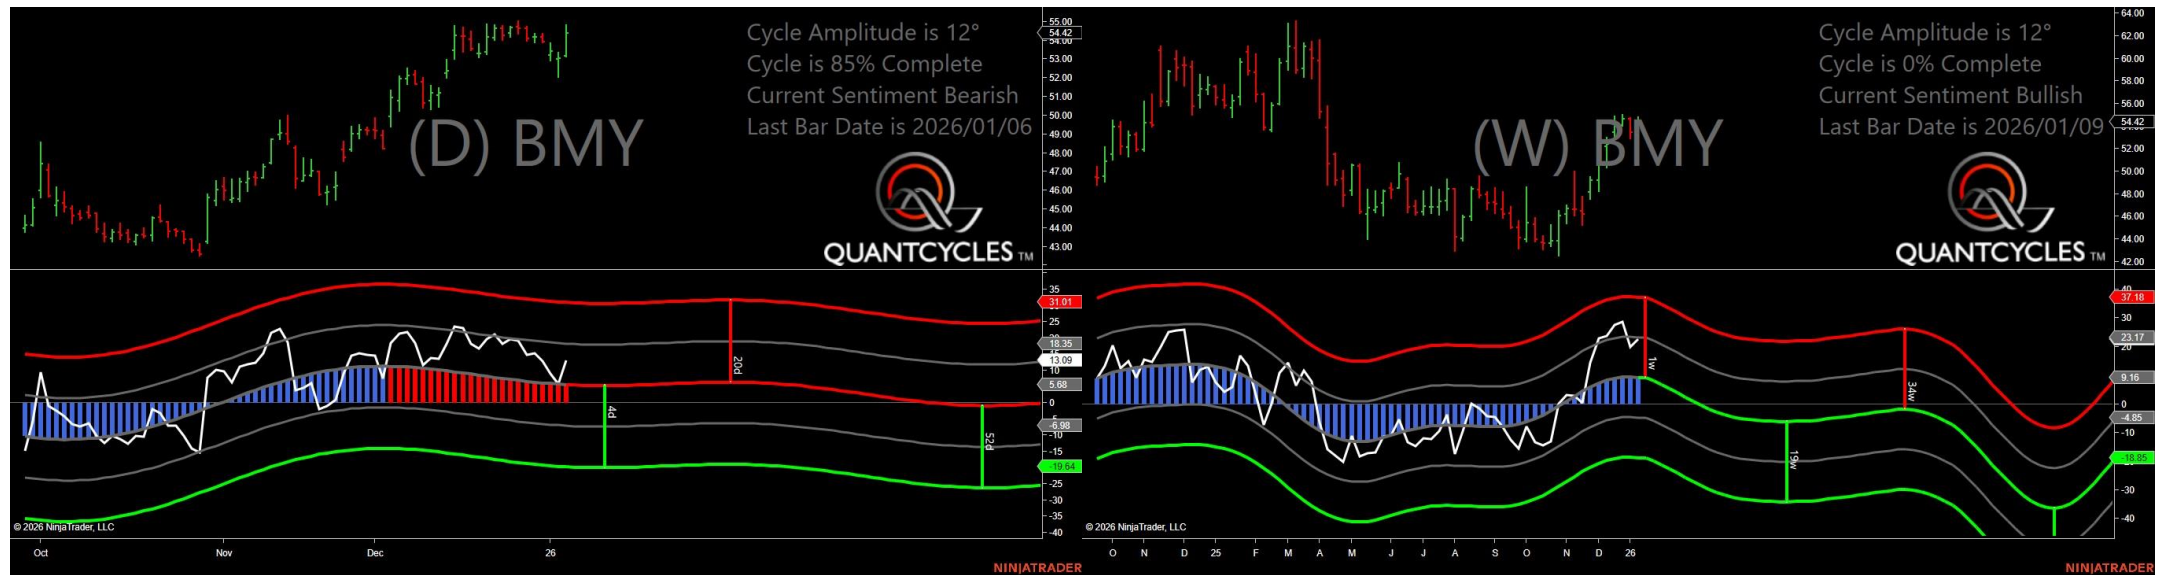 Cycle Amplitude is 12°
Cycle is 85% Complete
Current Sentiment Bearish
Last Bar Date is 2026/01/06
(D) BMY
QUANTCYCLES TM
55.00
54.42
54.00
53.00
52.00
51.00
50.00
49.00
48.00
47.00
46.00
45.00
44.00
43.00
35
31.01
25
18.35
13.09
10
5.68
0
-5
-6.98
-10
-15
-19.64
-25
-30
-35
-40
20d
4d
52d
© 2026 NinjaTrader, LLC
Oct Nov Dec 26
NINJATRADER
Cycle Amplitude is 12°
Cycle is 0% Complete
Current Sentiment Bullish
Last Bar Date is 2026/01/09
(W) BMY
QUANTCYCLES TM
64.00
62.00
60.00
58.00
56.00
54.42
52.00
50.00
48.00
46.00
44.00
42.00
40
37.18
30
23.17
20
9.16
0
-4.85
-10
-18.85
-30
-40
1w
34w
19w
© 2026 NinjaTrader, LLC
O N D 25 F M A M J J A S O N D 26
NINJATRADER